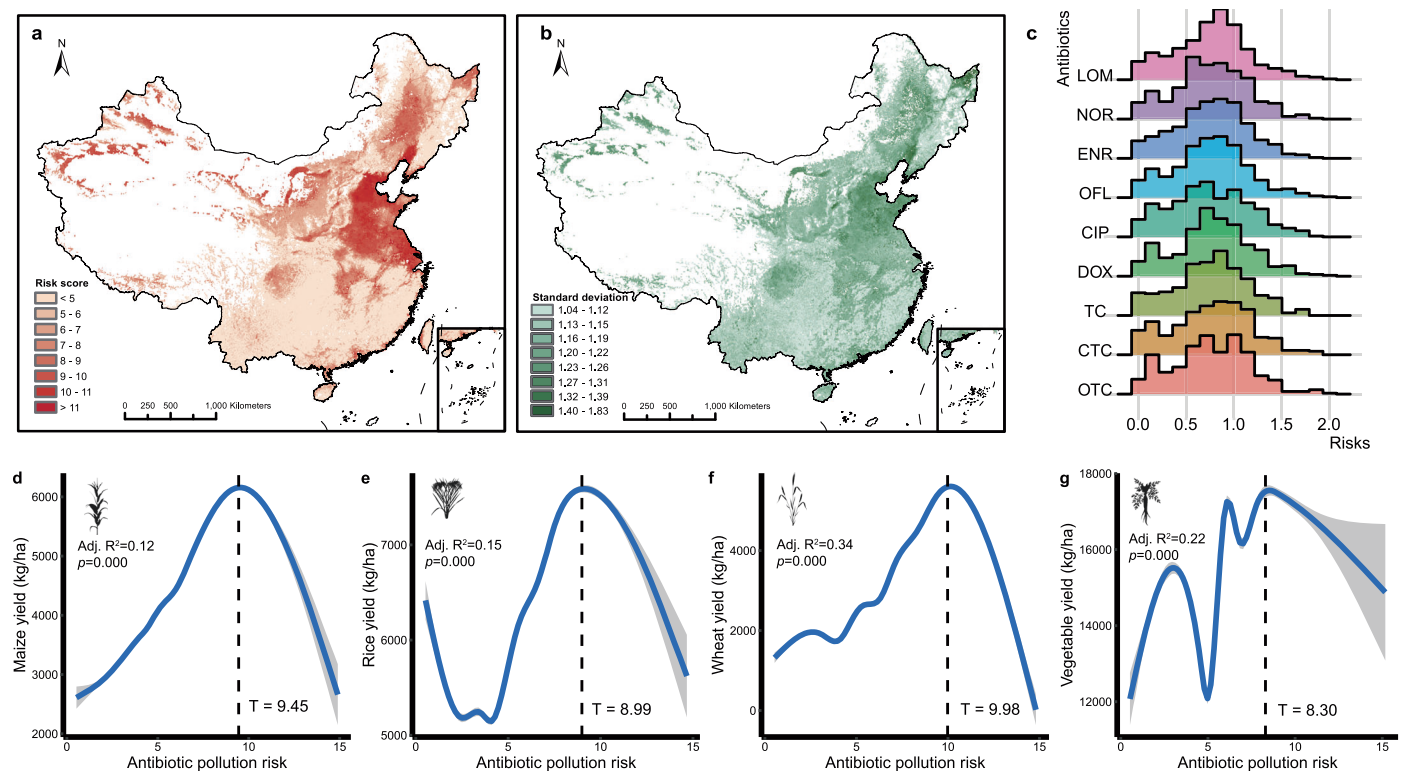 a
N
Risk score
< 5
5 - 6
6 - 7
7 - 8
8 - 9
9 - 10
10 - 11
> 11
0 250 500 1,000 Kilometers
b
N
Standard deviation
1.04 - 1.12
1.13 - 1.15
1.16 - 1.19
1.20 - 1.22
1.23 - 1.26
1.27 - 1.31
1.32 - 1.39
1.40 - 1.83
0 250 500 1,000 Kilometers
c
Antibiotics
LOM
NOR
ENR
OFL
CIP
DOX
TC
CTC
OTC
0.0 0.5 1.0 1.5 2.0
Risks
d
Maize yield (kg/ha)
6000
5000
4000
3000
2000
Adj. R²=0.12
p=0.000
T = 9.45
0 5 10 15
Antibiotic pollution risk
e
Rice yield (kg/ha)
7000
6000
5000
Adj. R²=0.15
p=0.000
T = 8.99
0 5 10 15
Antibiotic pollution risk
f
Wheat yield (kg/ha)
4000
2000
0
Adj. R²=0.34
p=0.000
T = 9.98
0 5 10 15
Antibiotic pollution risk
g
Vegetable yield (kg/ha)
18000
16000
14000
12000
Adj. R²=0.22
p=0.000
T = 8.30
0 5 10 15
Antibiotic pollution risk